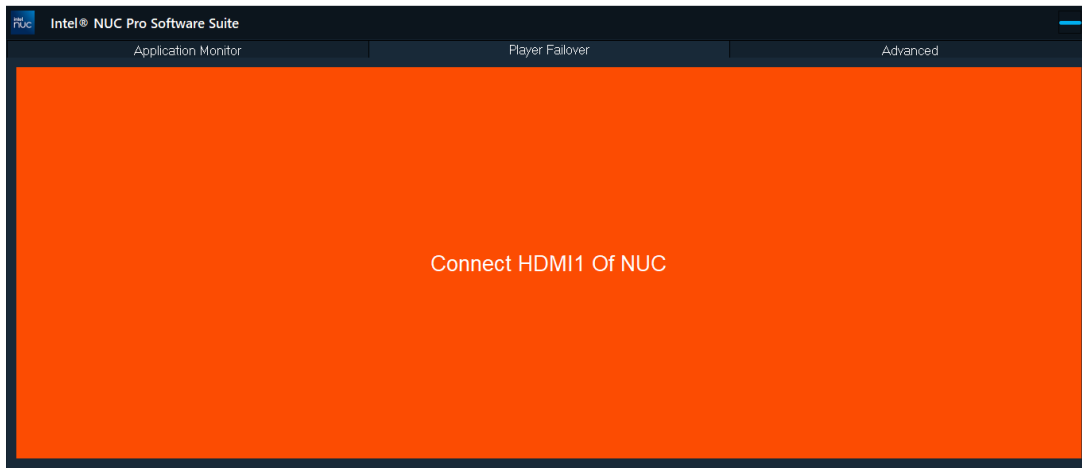 intel
nuc
Intel® NUC Pro Software Suite
Application Monitor
Player Failover
Advanced
Connect HDMI1 Of NUC